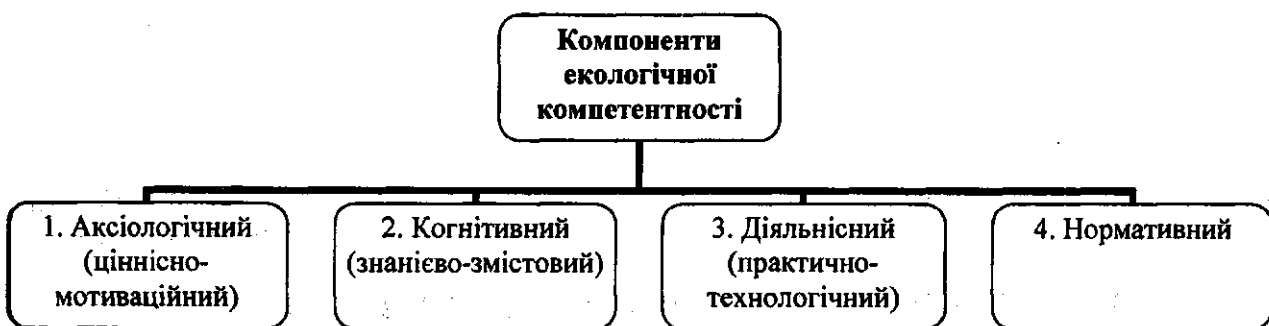 Компоненти
екологічної
компетентності
1. Аксіологічний
(ціннісно-
мотиваційний)
2. Когнітивний
(знанієво-змістовий)
3. Діяльнісний
(практично-
технологічний)
4. Нормативний